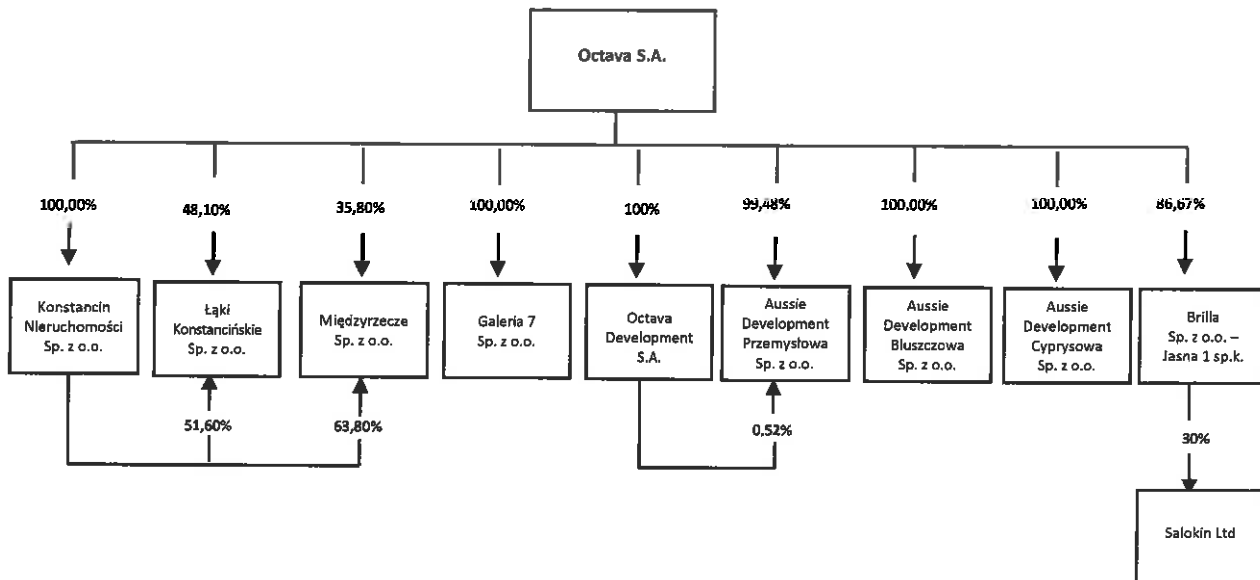 Octava S.A.
100,00%
48,10%
35,80%
100,00%
100%
99,48%
100,00%
100,00%
86,67%
Konstancin
Nieruchomości
Sp. z o.o.
Łąki
Konstancińskie
Sp. z o.o.
Międzyrzecze
Sp. z o.o.
Galeria 7
Sp. z o.o.
Octava
Development
S.A.
Aussie
Development
Przemysłowa
Sp. z o.o.
Aussie
Development
Bluszczowa
Sp. z o.o.
Aussie
Development
Cyprysowa
Sp. z o.o.
Brilla
Sp. z o.o. –
Jasna 1 sp.k.
51,60%
63,80%
0,52%
30%
Salokin Ltd